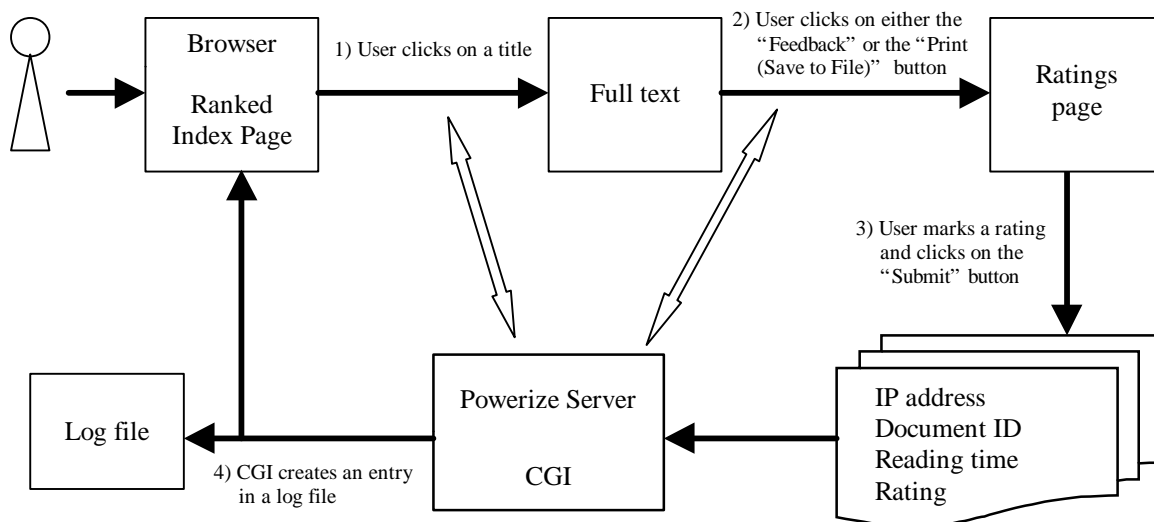 Browser
Ranked
Index Page
1) User clicks on a title
Full text
2) User clicks on either the
“Feedback” or the “Print
(Save to File)” button
Ratings
page
3) User marks a rating
and clicks on the
“Submit” button
IP address
Document ID
Reading time
Rating
Powerize Server
CGI
4) CGI creates an entry
in a log file
Log file